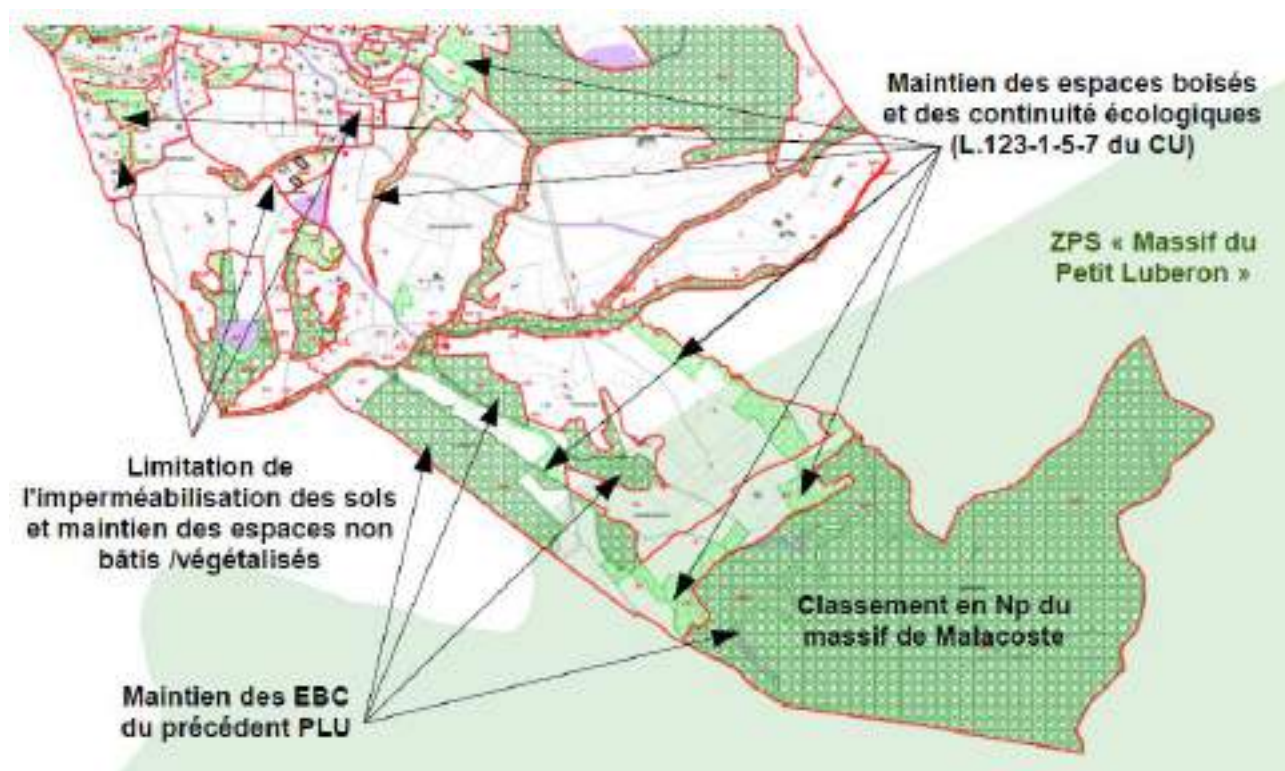 Maintien des espaces boisés
et des continuité écologiques
(L.123-1-5-7 du CU)
ZPS « Massif du
Petit Luberon »
Limitation de
l'imperméabilisation des sols
et maintien des espaces non
bâtis /végétalisés
Classement en Np du
massif de Malacoste
Maintien des EBC
du précédent PLU